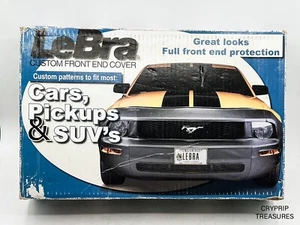 LeBra
CUSTOM FRONT END COVER
Great looks
Full front end protection
Custom patterns to fit most:
Cars,
Pickups
& SUV's
LEBRA
CRYPRIP
TREASURES